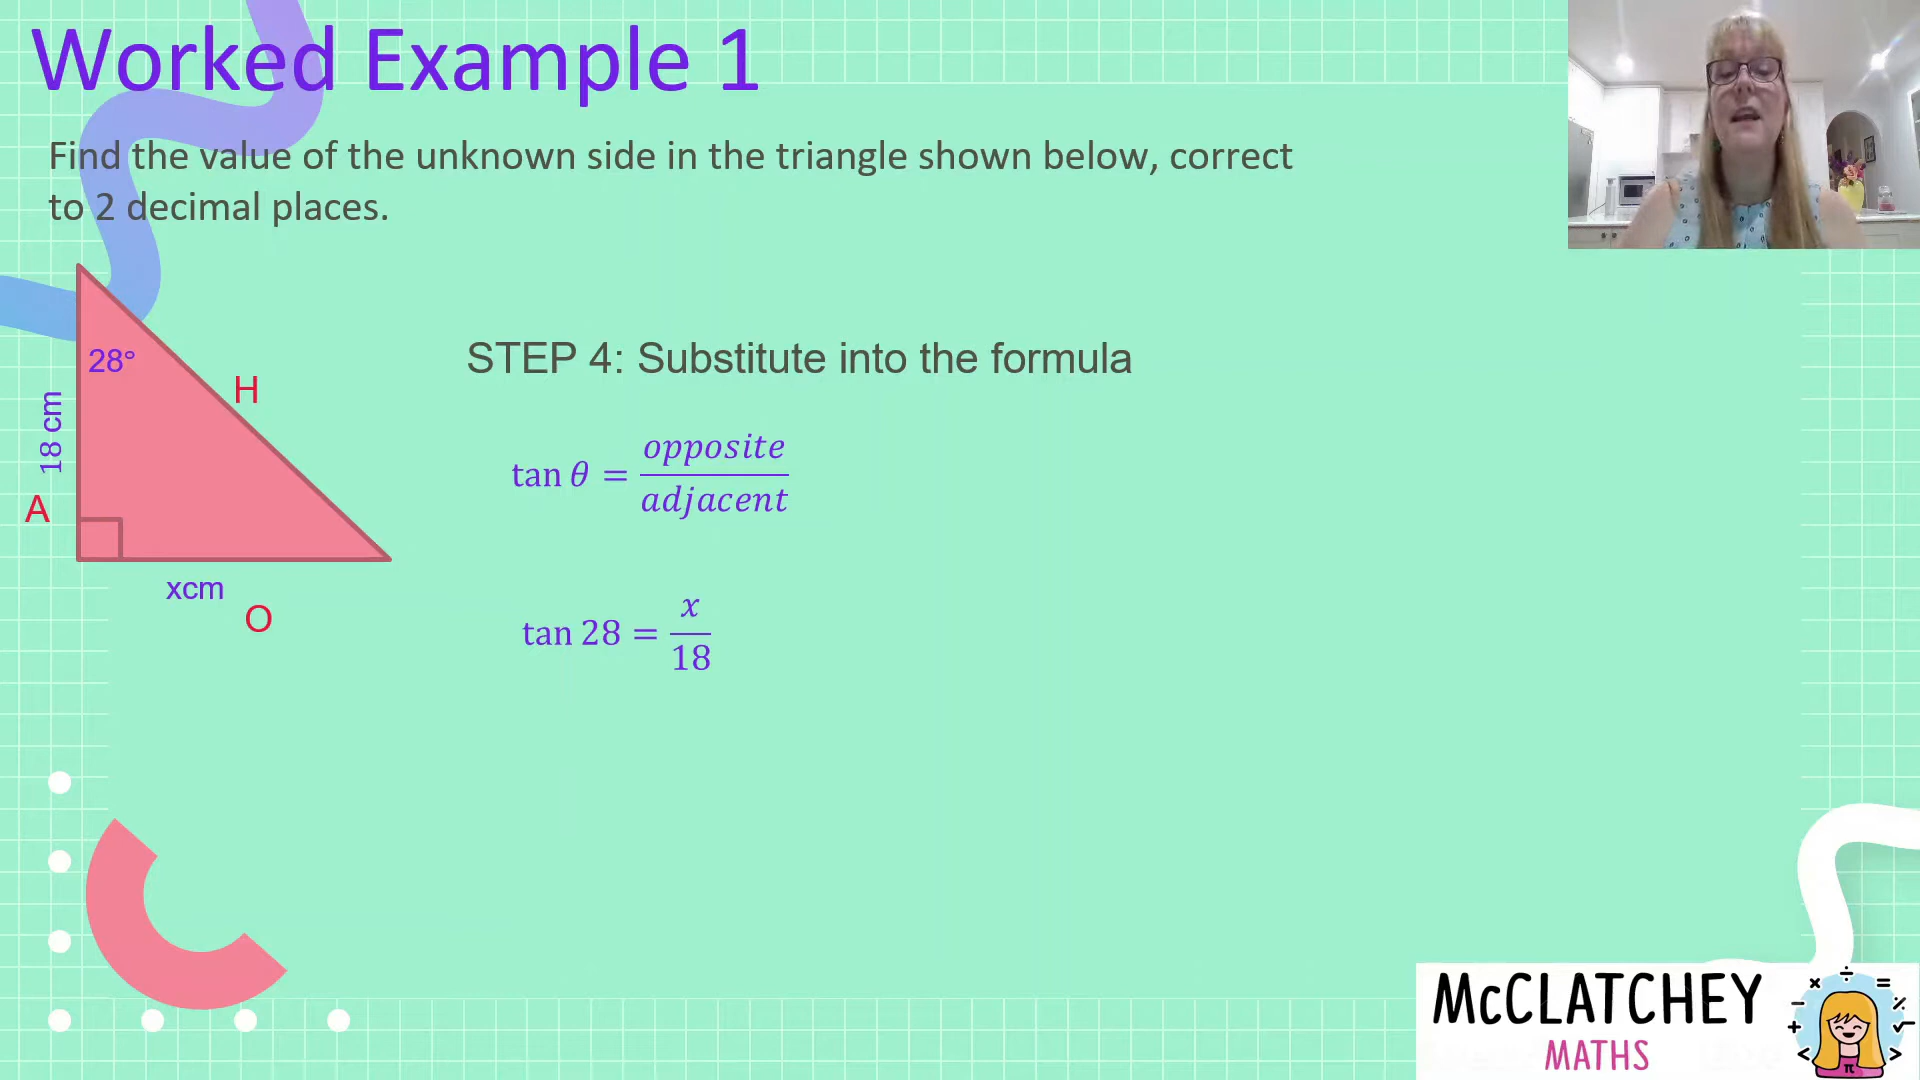 Worked Example 1
Find the value of the unknown side in the triangle shown below, correct
to 2 decimal places.
28°
18 cm
H
A
xcm
O
STEP 4: Substitute into the formula
tan θ = opposite / adjacent
tan 28 = x / 18
McCLATCHEY
MATHS
π